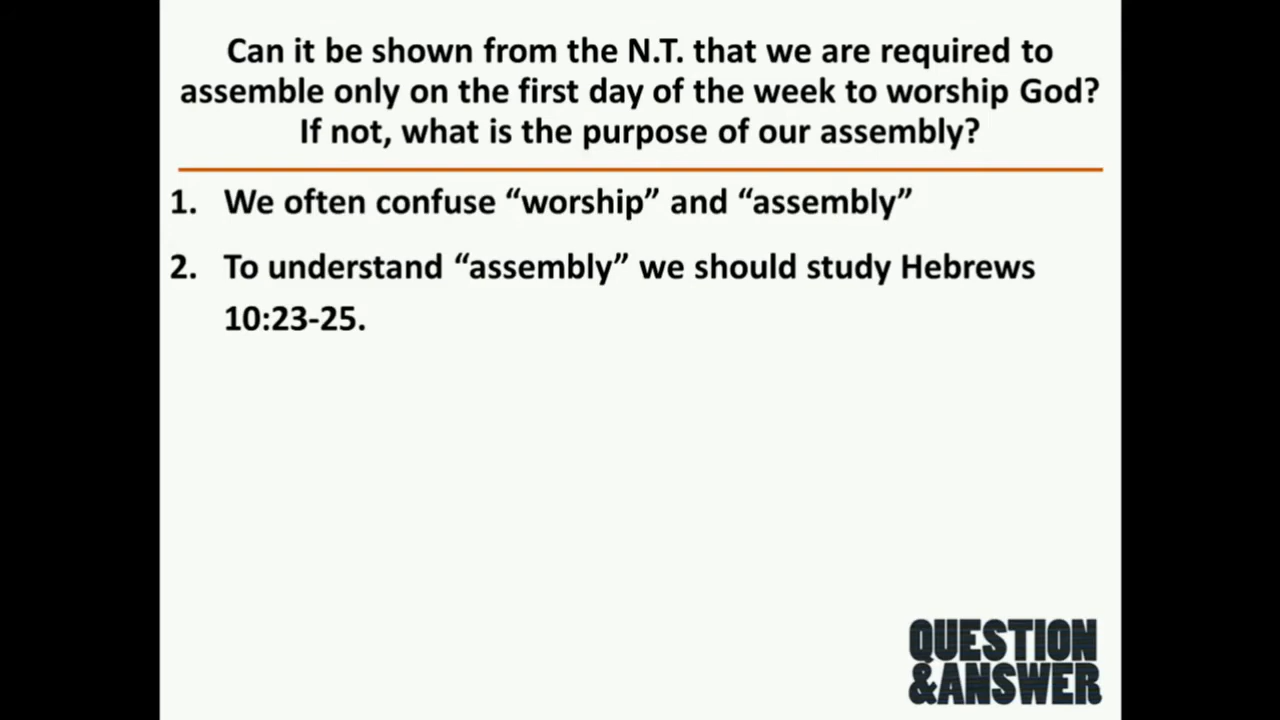 Can it be shown from the N.T. that we are required to
assemble only on the first day of the week to worship God?
If not, what is the purpose of our assembly?
1. We often confuse “worship” and “assembly”
2. To understand “assembly” we should study Hebrews
10:23-25.
QUESTION
&ANSWER